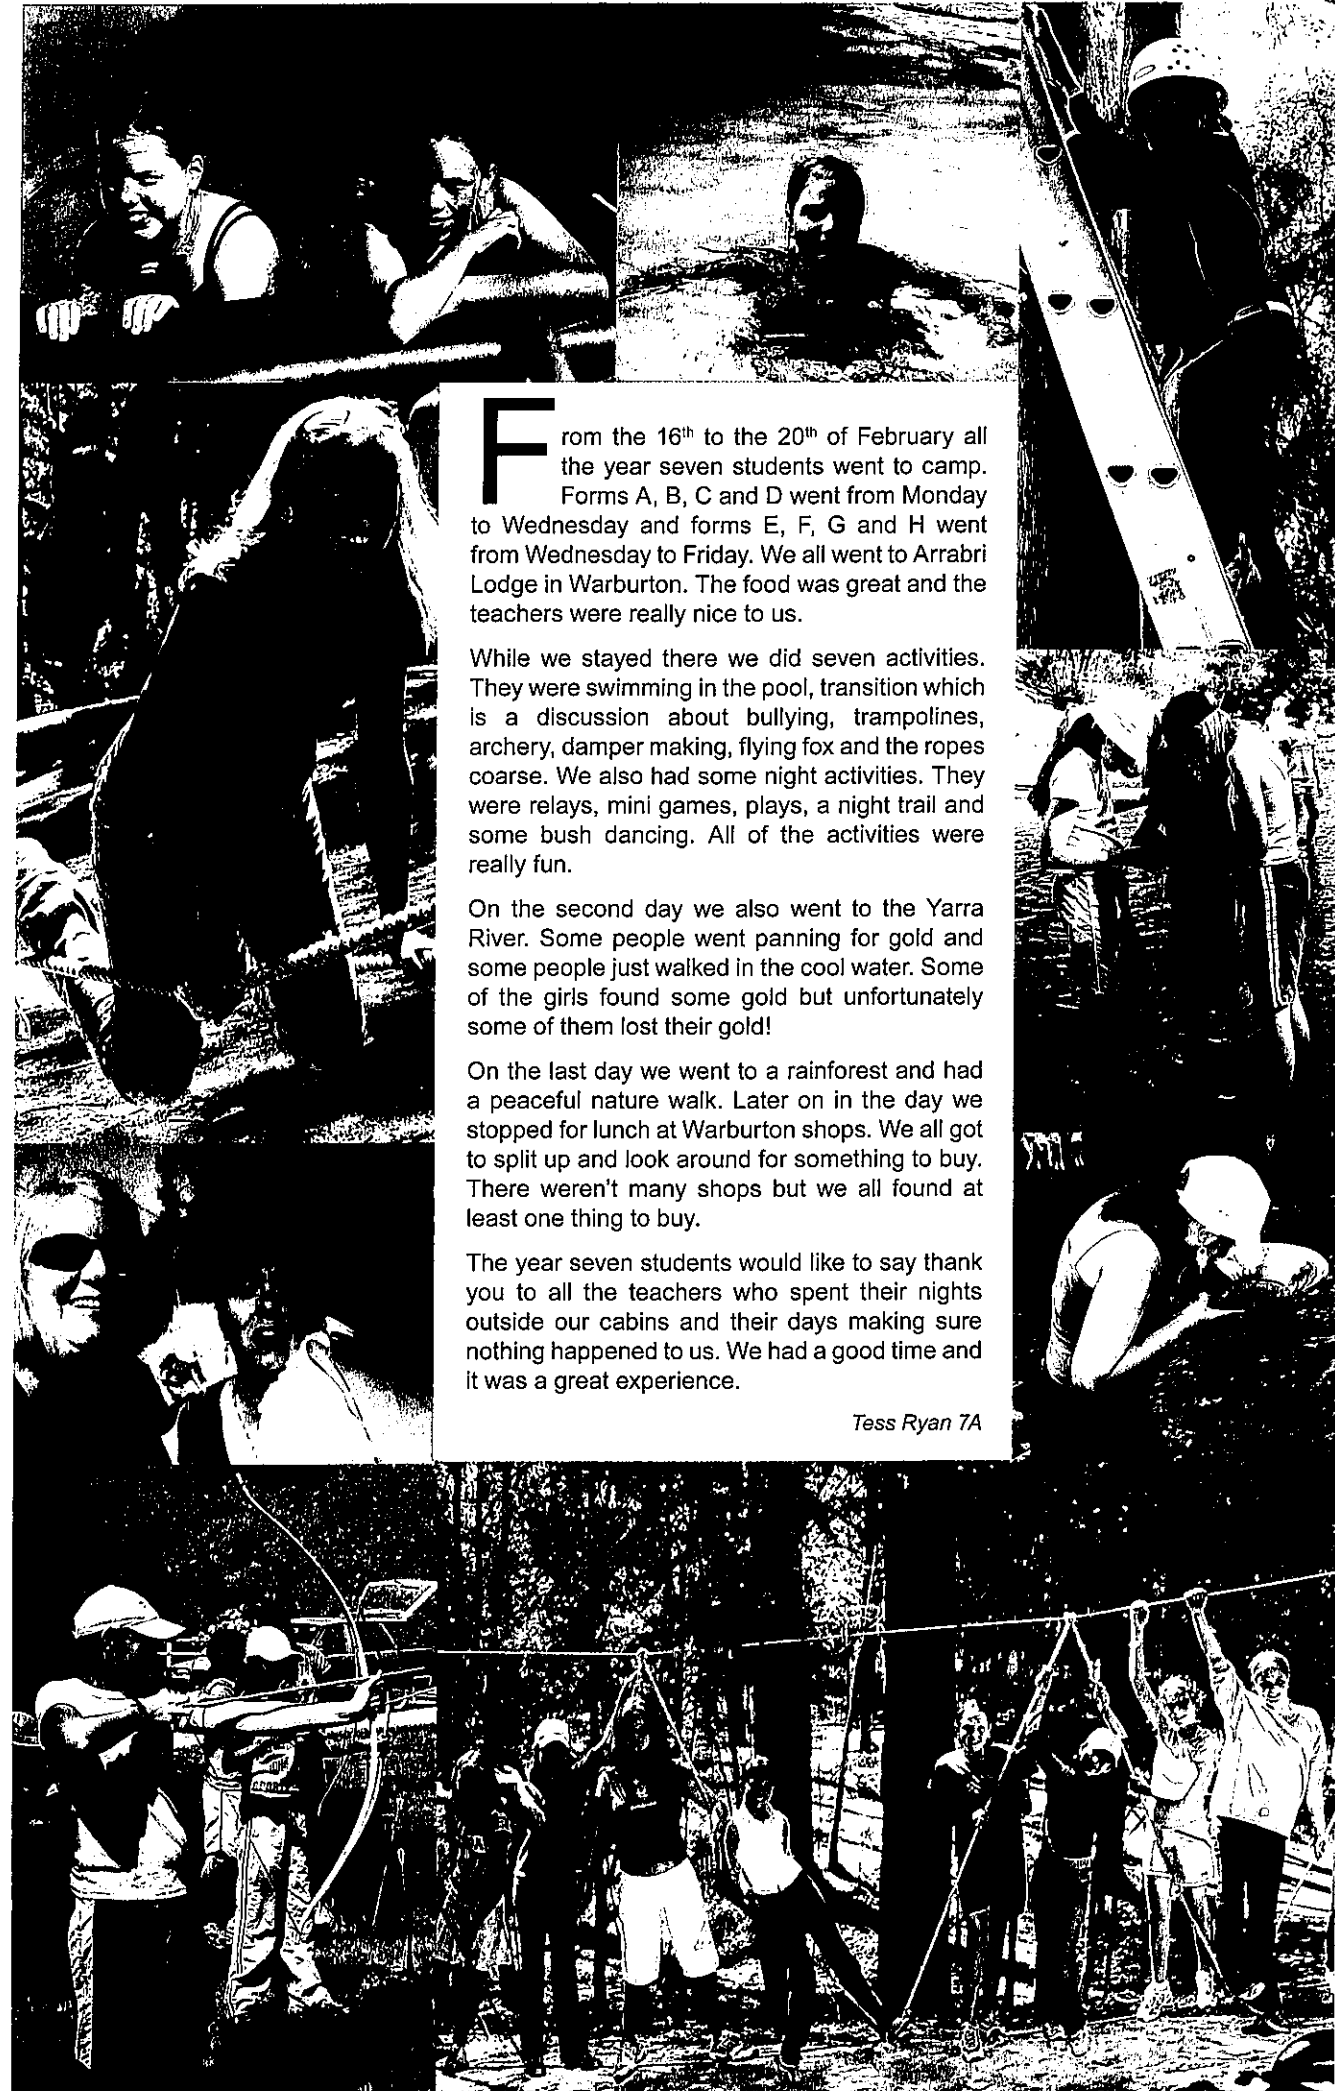 From the 16th to the 20th of February all
the year seven students went to camp.
Forms A, B, C and D went from Monday
to Wednesday and forms E, F, G and H went
from Wednesday to Friday. We all went to Arrabri
Lodge in Warburton. The food was great and the
teachers were really nice to us.
While we stayed there we did seven activities.
They were swimming in the pool, transition which
is a discussion about bullying, trampolines,
archery, damper making, flying fox and the ropes
coarse. We also had some night activities. They
were relays, mini games, plays, a night trail and
some bush dancing. All of the activities were
really fun.
On the second day we also went to the Yarra
River. Some people went panning for gold and
some people just walked in the cool water. Some
of the girls found some gold but unfortunately
some of them lost their gold!
On the last day we went to a rainforest and had
a peaceful nature walk. Later on in the day we
stopped for lunch at Warburton shops. We all got
to split up and look around for something to buy.
There weren't many shops but we all found at
least one thing to buy.
The year seven students would like to say thank
you to all the teachers who spent their nights
outside our cabins and their days making sure
nothing happened to us. We had a good time and
it was a great experience.
Tess Ryan 7A